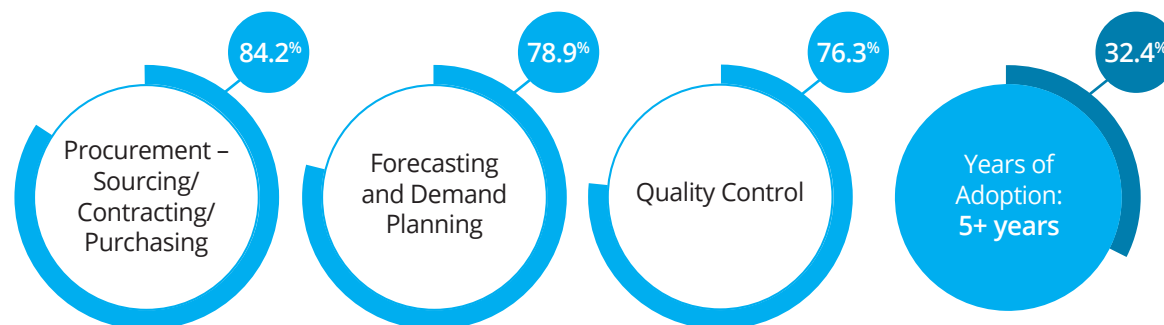 84.2%
Procurement –
Sourcing/
Contracting/
Purchasing
78.9%
Forecasting
and Demand
Planning
76.3%
Quality Control
32.4%
Years of
Adoption:
5+ years